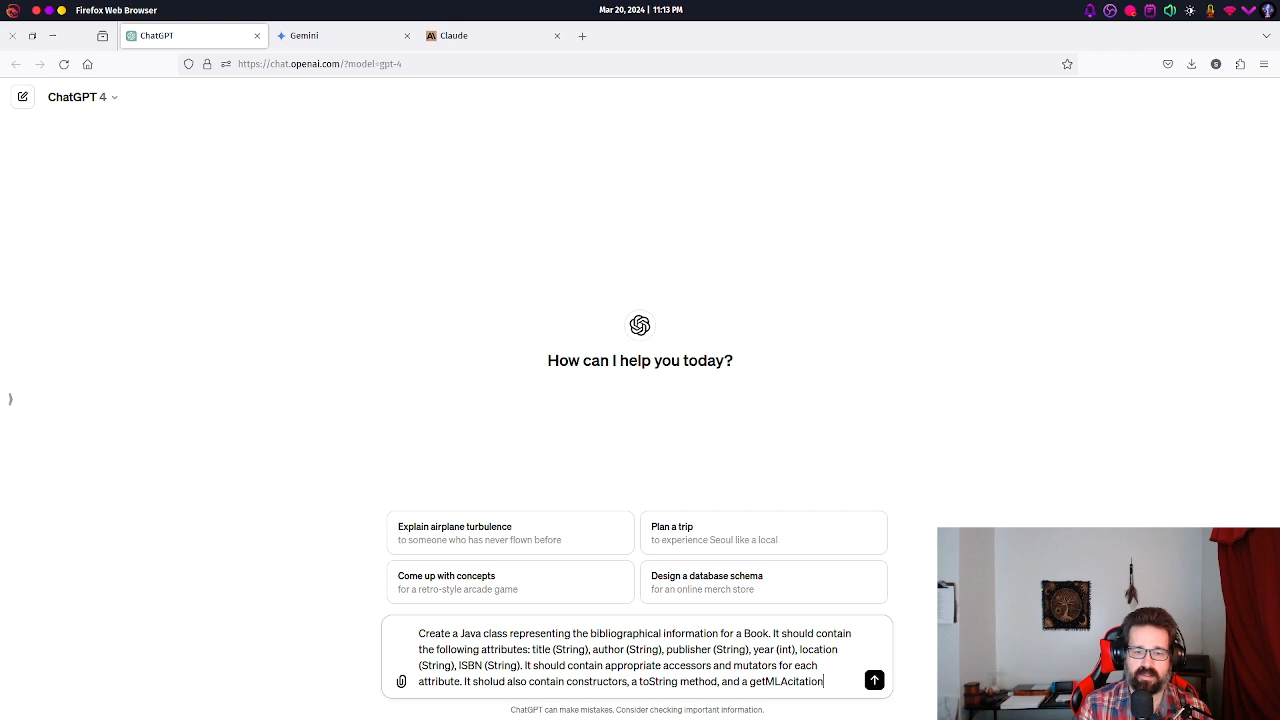 Firefox Web Browser
Mar 20, 2024 | 11:13 PM
ChatGPT
Gemini
Claude
https://chat.openai.com/?model=gpt-4
ChatGPT 4
How can I help you today?
Explain airplane turbulence
to someone who has never flown before
Plan a trip
to experience Seoul like a local
Come up with concepts
for a retro-style arcade game
Design a database schema
for an online merch store
Create a Java class representing the bibliographical information for a Book. It should contain
the following attributes: title (String), author (String), publisher (String), year (int), location
(String), ISBN (String). It should contain appropriate accessors and mutators for each
attribute. It sholud also contain constructors, a toString method, and a getMLAcitation
ChatGPT can make mistakes. Consider checking important information.